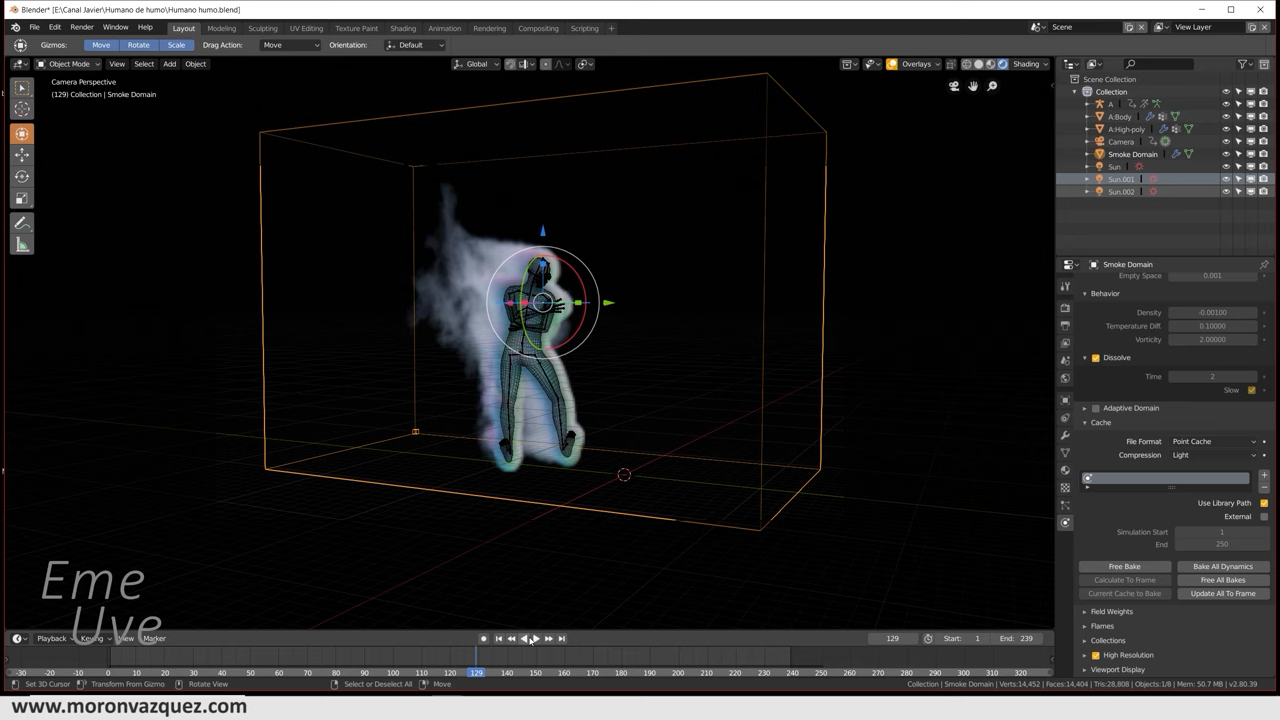 Blender* [E:\Canal Javier\Humano de humo\Humano humo.blend]
File Edit Render Window Help Layout Modeling Sculpting UV Editing Texture Paint Shading Animation Rendering Compositing Scripting + Scene View Layer
Gizmos: Move Rotate Scale Drag Action: Move Orientation: Default
Object Mode View Select Add Object Global Overlays Shading
Camera Perspective
(129) Collection | Smoke Domain
Scene Collection
Collection
A
A:Body
A:High-poly
Camera
Smoke Domain
Sun
Sun.001
Sun.002
Smoke Domain
Empty Space 0.001
Behavior
Density -0.00100
Temperature Diff. 0.10000
Vorticity 2.00000
Dissolve
Time 2
Slow
Adaptive Domain
Cache
File Format Point Cache
Compression Light
Use Library Path
External
Simulation Start 1
End 250
Free Bake Bake All Dynamics
Calculate To Frame Free All Bakes
Current Cache to Bake Update All To Frame
Field Weights
Flames
Collections
High Resolution
Viewport Display
Eme
Uve
Playback Keying View Marker 129 Start: 1 End: 239
-30 -20 -10 0 10 20 30 40 50 60 70 80 90 100 110 120 129 140 150 160 170 180 190 200 210 220 230 240 250 260 270 280 290 300 310 320
Set 3D Cursor Transform From Gizmo Rotate View Select or Deselect All Move Collection | Smoke Domain | Verts:14,452 | Faces:14,404 | Tris:28,808 | Objects:1/8 | Mem: 50.7 MB | v2.80.39
www.moronvazquez.com